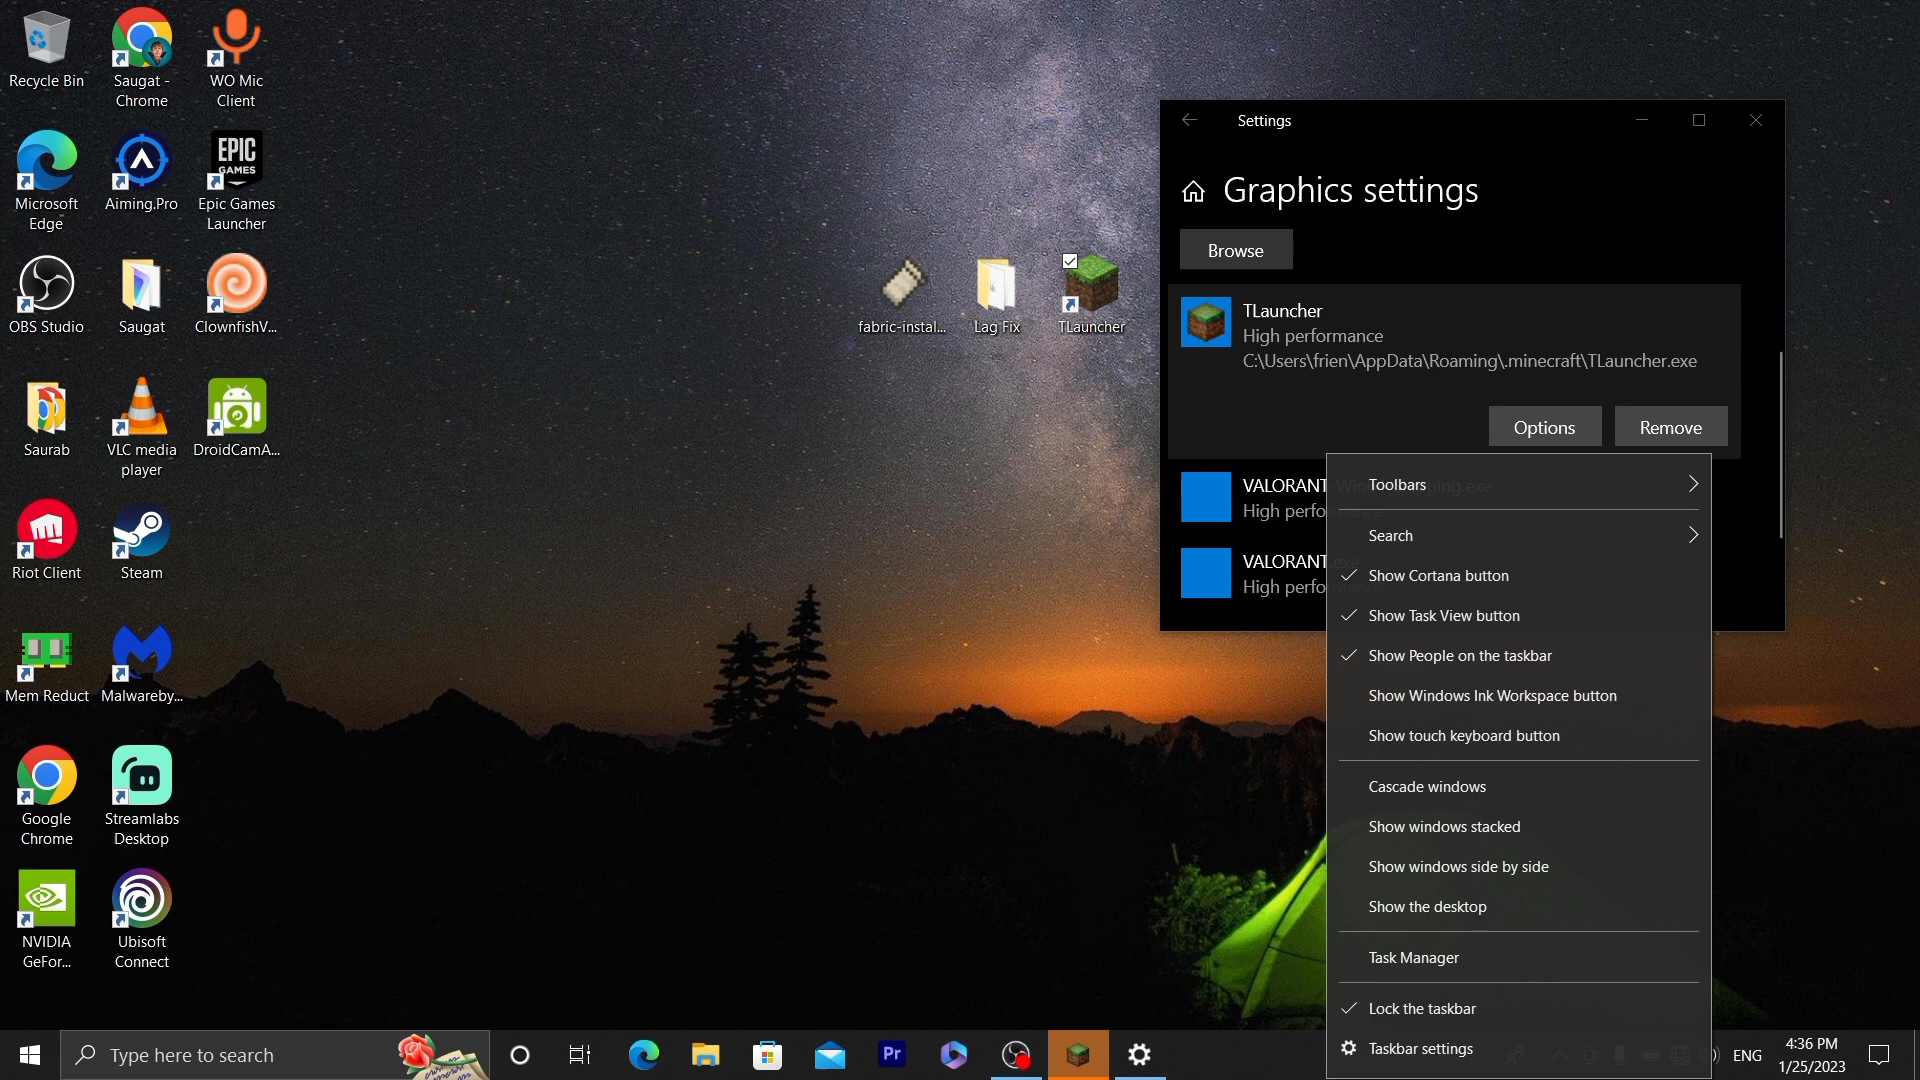 Recycle Bin
Saugat -
Chrome
WO Mic
Client
Microsoft
Edge
Aiming.Pro
EPIC
GAMES
Epic Games
Launcher
OBS Studio
Saugat
ClownfishV...
Saurab
VLC media
player
DroidCamA...
Riot Client
Steam
Mem Reduct
Malwareby...
Google
Chrome
Streamlabs
Desktop
NVIDIA
GeFor...
Ubisoft
Connect
fabric-instal...
Lag Fix
TLauncher
Settings
Graphics settings
Browse
TLauncher
High performance
C:\Users\frien\AppData\Roaming\.minecraft\TLauncher.exe
Options
Remove
VALORANT
High perfo
VALORANT
High perfo
Toolbars
Search
Show Cortana button
Show Task View button
Show People on the taskbar
Show Windows Ink Workspace button
Show touch keyboard button
Cascade windows
Show windows stacked
Show windows side by side
Show the desktop
Task Manager
Lock the taskbar
Taskbar settings
Type here to search
Pr
ENG
4:36 PM
1/25/2023